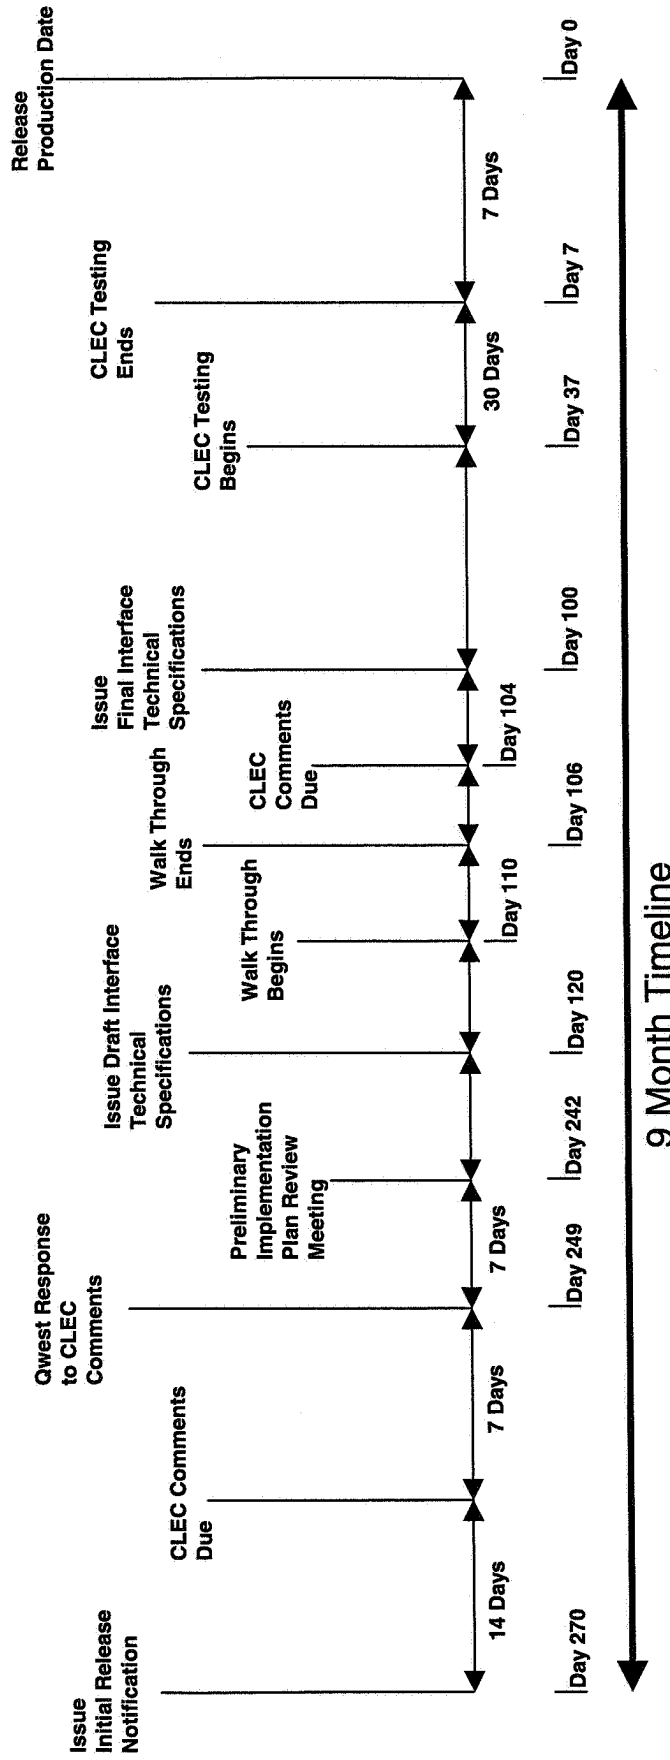 Issue
Initial Release
Notification
CLEC Comments
Due
Qwest Response
to CLEC
Comments
Preliminary
Implementation
Plan Review
Meeting
Issue Draft Interface
Technical
Specifications
Walk Through
Begins
Walk Through
Ends
CLEC
Comments
Due
Issue
Final Interface
Technical
Specifications
CLEC Testing
Begins
CLEC Testing
Ends
Release
Production Date
14 Days
7 Days
7 Days
30 Days
7 Days
Day 270
Day 249
Day 242
Day 120
Day 110
Day 106
Day 104
Day 100
Day 37
Day 7
Day 0
9 Month Timeline